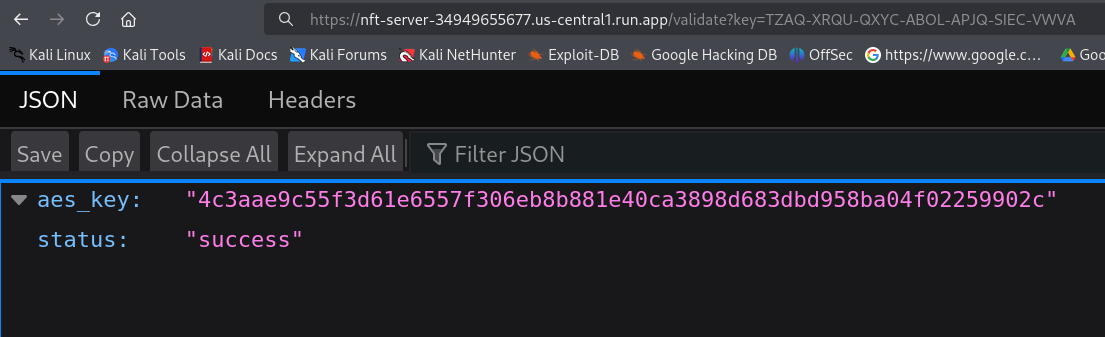 https://nft-server-34949655677.us-central1.run.app/validate?key=TZAQ-XRQU-QXYC-ABOL-APJQ-SIEC-VWVA
Kali Linux Kali Tools Kali Docs Kali Forums Kali NetHunter Exploit-DB Google Hacking DB OffSec https://www.google.c... Goo
JSON Raw Data Headers
Save Copy Collapse All Expand All Filter JSON
aes_key: "4c3aae9c55f3d61e6557f306eb8b881e40ca3898d683dbd958ba04f02259902c"
status: "success"